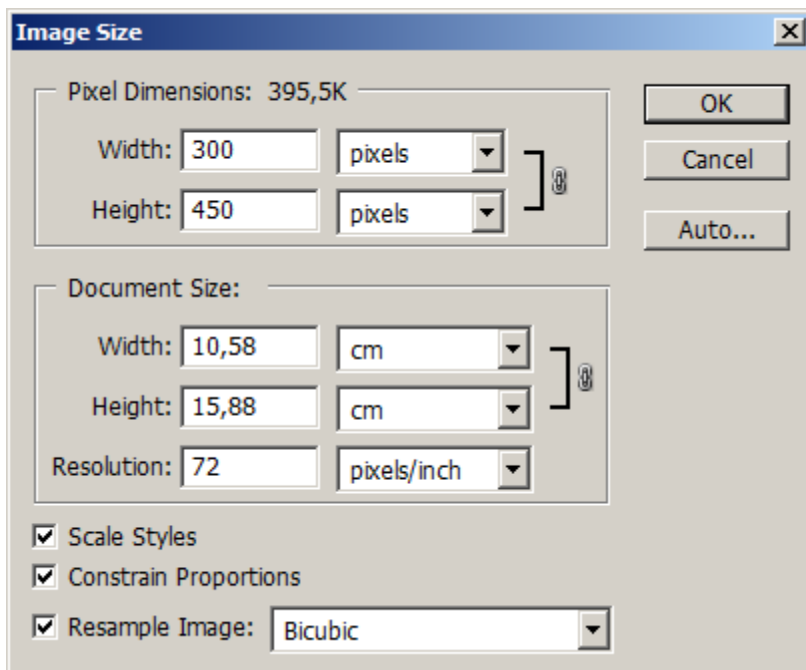 Image Size
Pixel Dimensions: 395,5K
Width: 300 pixels
Height: 450 pixels
OK
Cancel
Auto...
Document Size:
Width: 10,58 cm
Height: 15,88 cm
Resolution: 72 pixels/inch
Scale Styles
Constrain Proportions
Resample Image: Bicubic